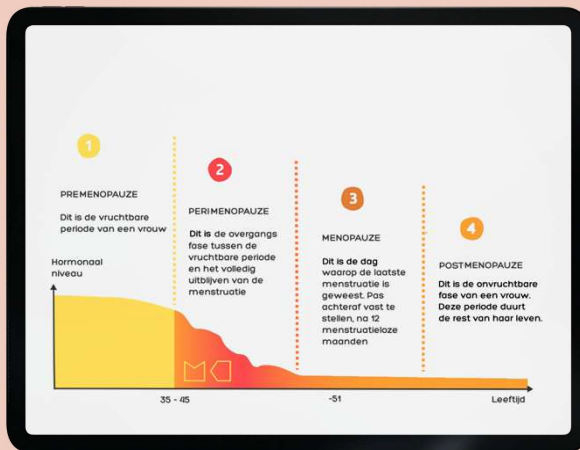 1
PREMENOPAUZE
Dit is de vruchtbare
periode van een vrouw
2
PERIMENOPAUZE
Dit is de overgangs
fase tussen de
vruchtbare periode
en het volledig
uitblijven van de
menstruatie
3
MENOPAUZE
Dit is de dag
waarop de laatste
menstruatie is
geweest. Pas
achteraf vast te
stellen, na 12
menstruatieloze
maanden
4
POSTMENOPAUZE
Dit is de onvruchtbare
fase van een vrouw.
Deze periode duurt
de rest van haar leven.
Hormonaal
niveau
35 - 45
-51
Leeftijd